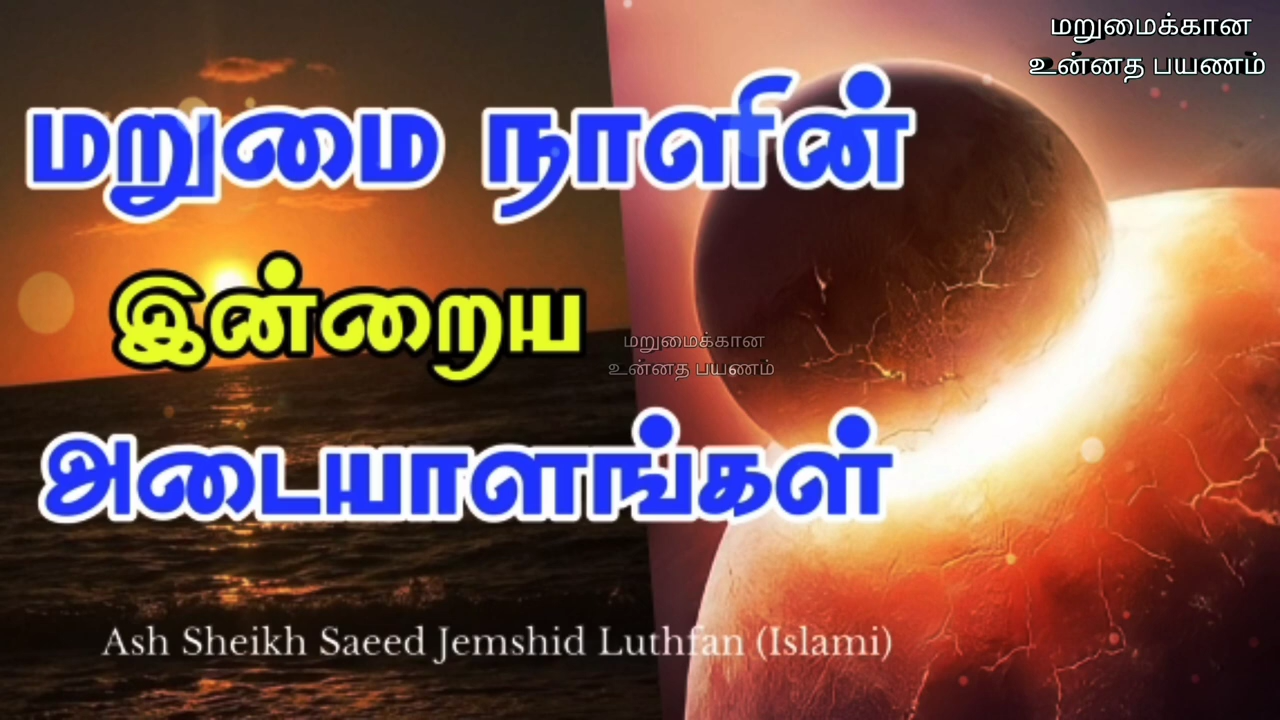 மறுமைக்கான
உன்னத பயணம்
மறுமை நாளின்
இன்றைய
மறுமைக்கான
உன்னத பயணம்
அடையாளங்கள்
Ash Sheikh Saeed Jemshid Luthfan (Islami)